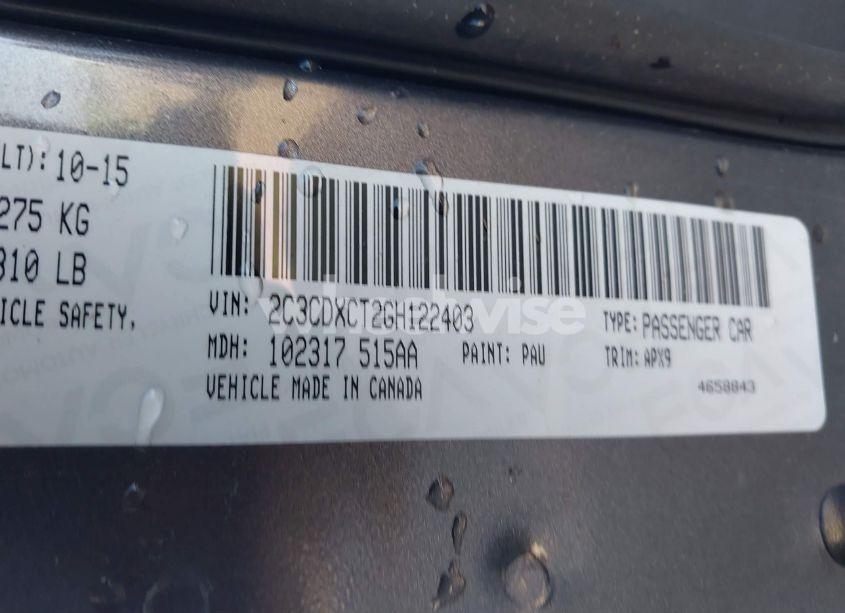 LT): 10-15
275 KG
310 LB
ICLE SAFETY,
VIN: 2C3CDXCT2GH122403
TYPE: PASSENGER CAR
MDH: 102317 515AA PAINT: PAU TRIM: APX9
VEHICLE MADE IN CANADA 4658843